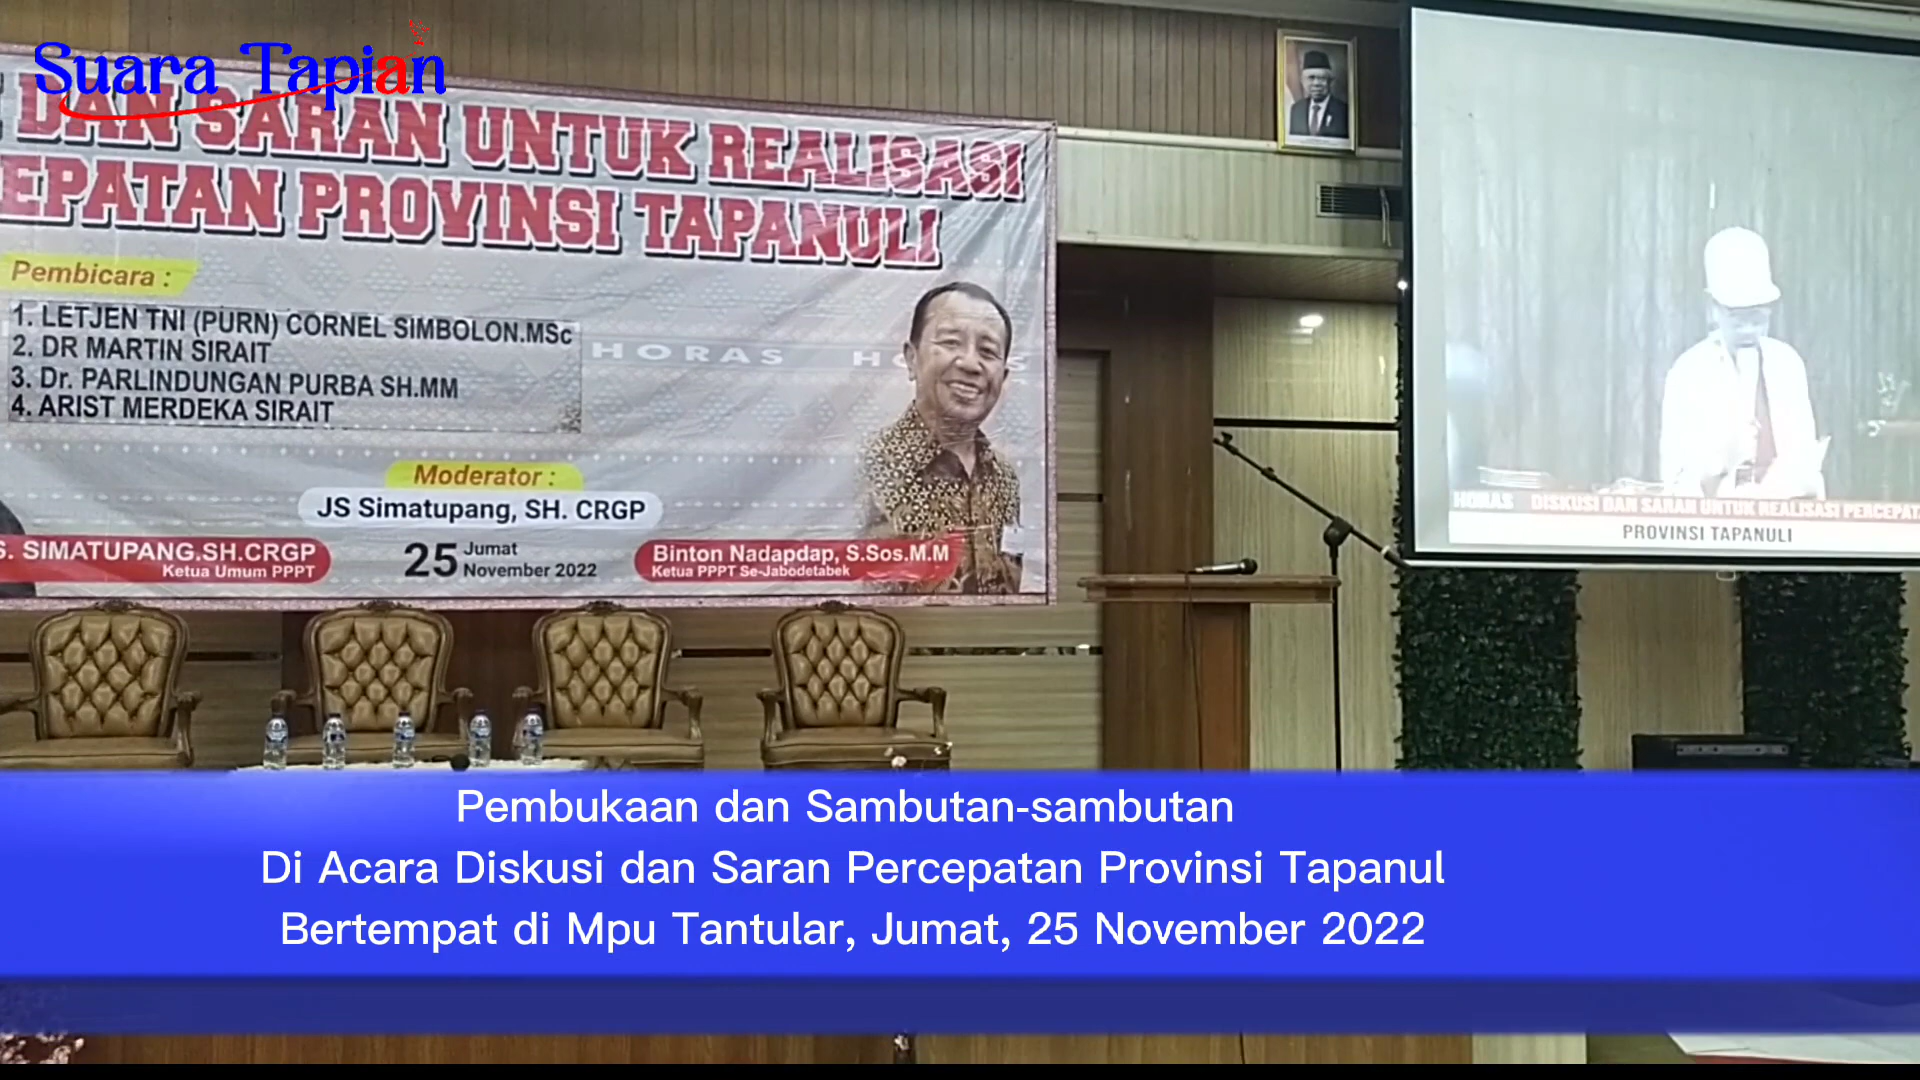 Suara Tapian
DAN SARAN UNTUK REALISASI
EPATAN PROVINSI TAPANULI
Pembicara :
1. LETJEN TNI (PURN) CORNEL SIMBOLON.MSc
2. DR MARTIN SIRAIT
3. Dr. PARLINDUNGAN PURBA SH.MM
4. ARIST MERDEKA SIRAIT
HORAS
Moderator :
JS Simatupang, SH. CRGP
S. SIMATUPANG.SH.CRGP
Ketua Umum PPPT
25 Jumat
November 2022
Binton Nadapdap, S.Sos.M.M
Ketua PPPT Se-Jabodetabek
HORAS DISKUSI DAN SARAN UNTUK REALISASI PERCEPAT
PROVINSI TAPANULI
Pembukaan dan Sambutan-sambutan
Di Acara Diskusi dan Saran Percepatan Provinsi Tapanul
Bertempat di Mpu Tantular, Jumat, 25 November 2022